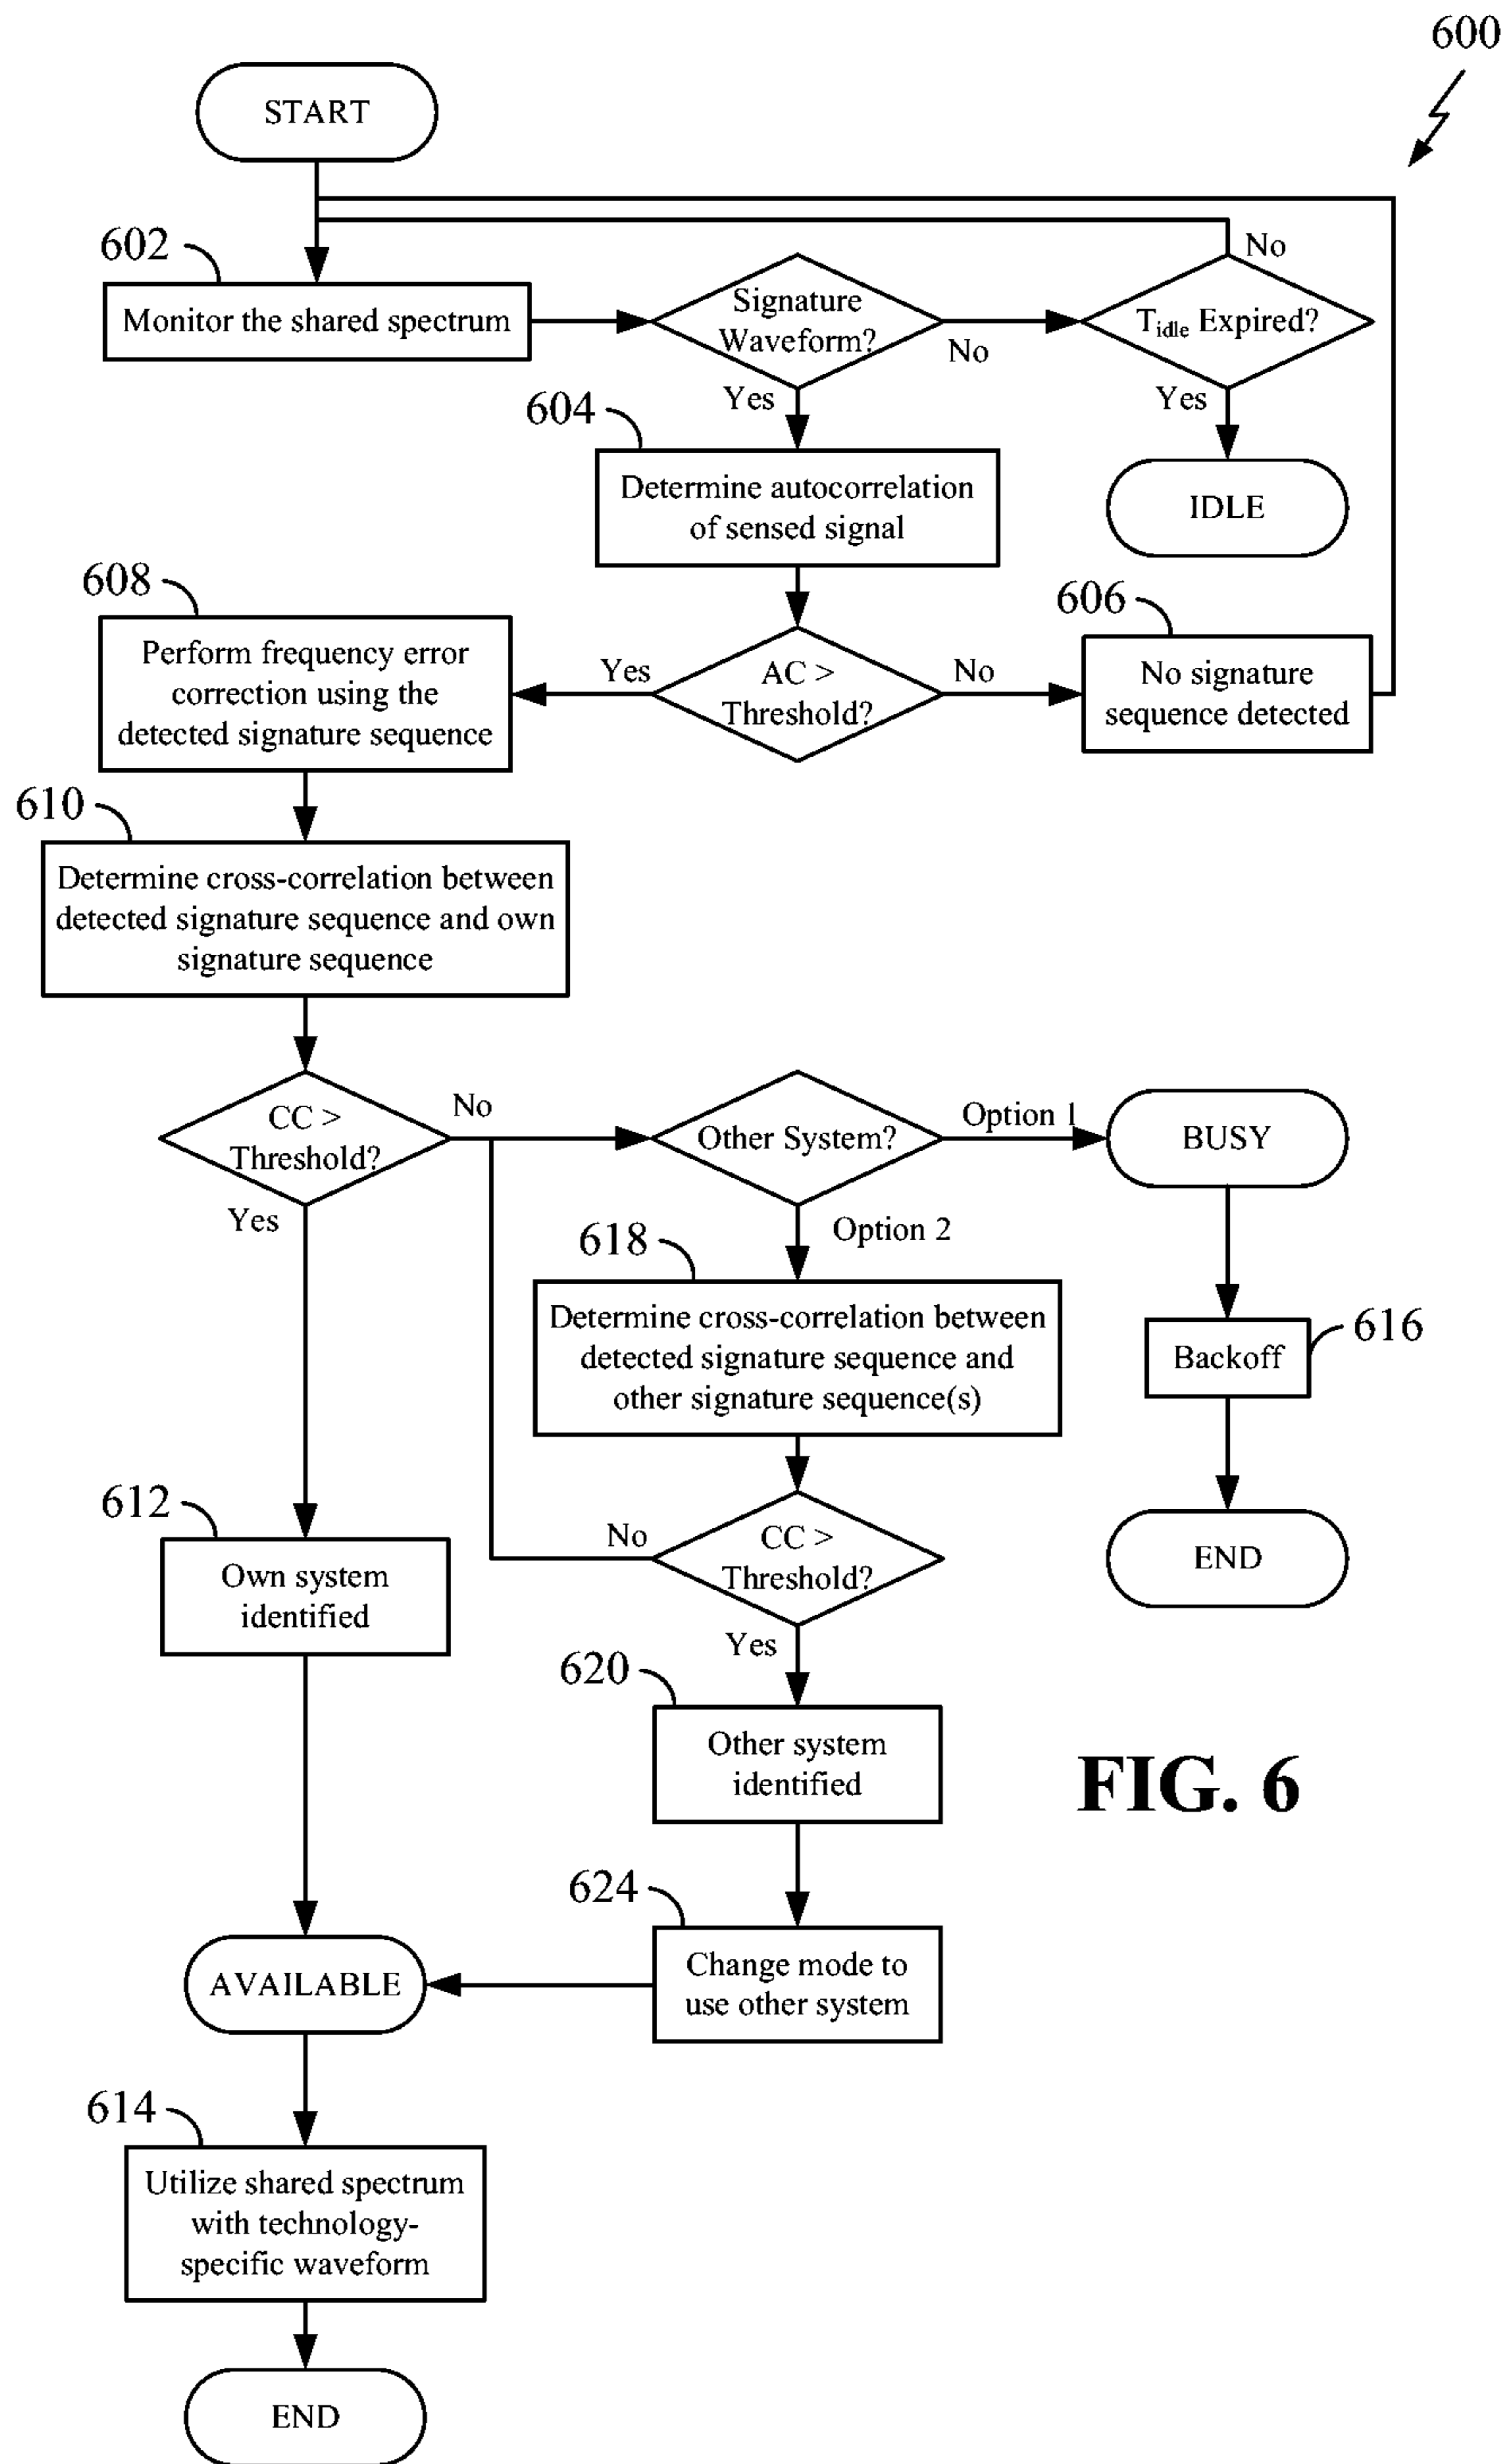 600
START
602
Monitor the shared spectrum
Signature
Waveform?
No
T_idle Expired?
No
Yes
Yes
IDLE
604
Determine autocorrelation
of sensed signal
606
No signature
sequence detected
608
Perform frequency error
correction using the
detected signature sequence
Yes
AC >
Threshold?
No
610
Determine cross-correlation between
detected signature sequence and own
signature sequence
CC >
Threshold?
No
Yes
Other System?
Option 1
BUSY
Option 2
618
Determine cross-correlation between
detected signature sequence and
other signature sequence(s)
616
Backoff
612
Own system
identified
No
CC >
Threshold?
Yes
END
620
Other system
identified
FIG. 6
624
Change mode to
use other system
AVAILABLE
614
Utilize shared spectrum
with technology-
specific waveform
END